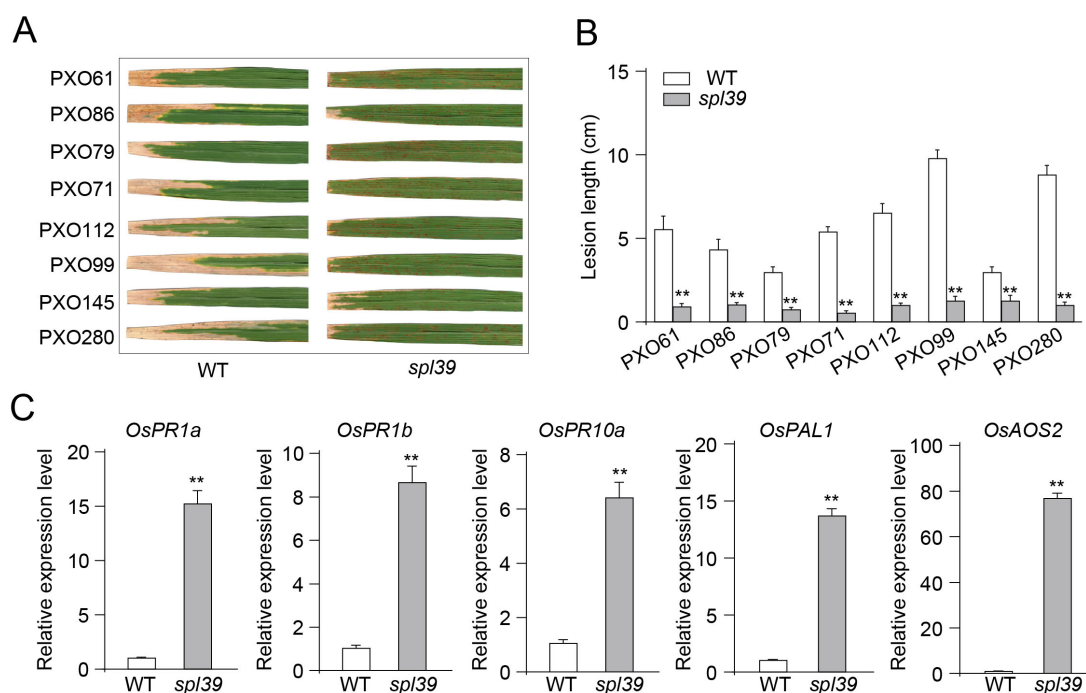 A
PXO61
PXO86
PXO79
PXO71
PXO112
PXO99
PXO145
PXO280
WT
spl39
B
Lesion length (cm)
15
10
5
0
WT
spl39
**
**
**
**
**
**
**
**
PXO61
PXO86
PXO79
PXO71
PXO112
PXO99
PXO145
PXO280
C
OsPR1a
Relative expression level
20
15
10
5
0
**
WT
spl39
OsPR1b
Relative expression level
10
8
6
4
2
0
**
WT
spl39
OsPR10a
Relative expression level
8
6
4
2
0
**
WT
spl39
OsPAL1
Relative expression level
20
15
10
5
0
**
WT
spl39
OsAOS2
Relative expression level
100
80
60
40
20
0
**
WT
spl39